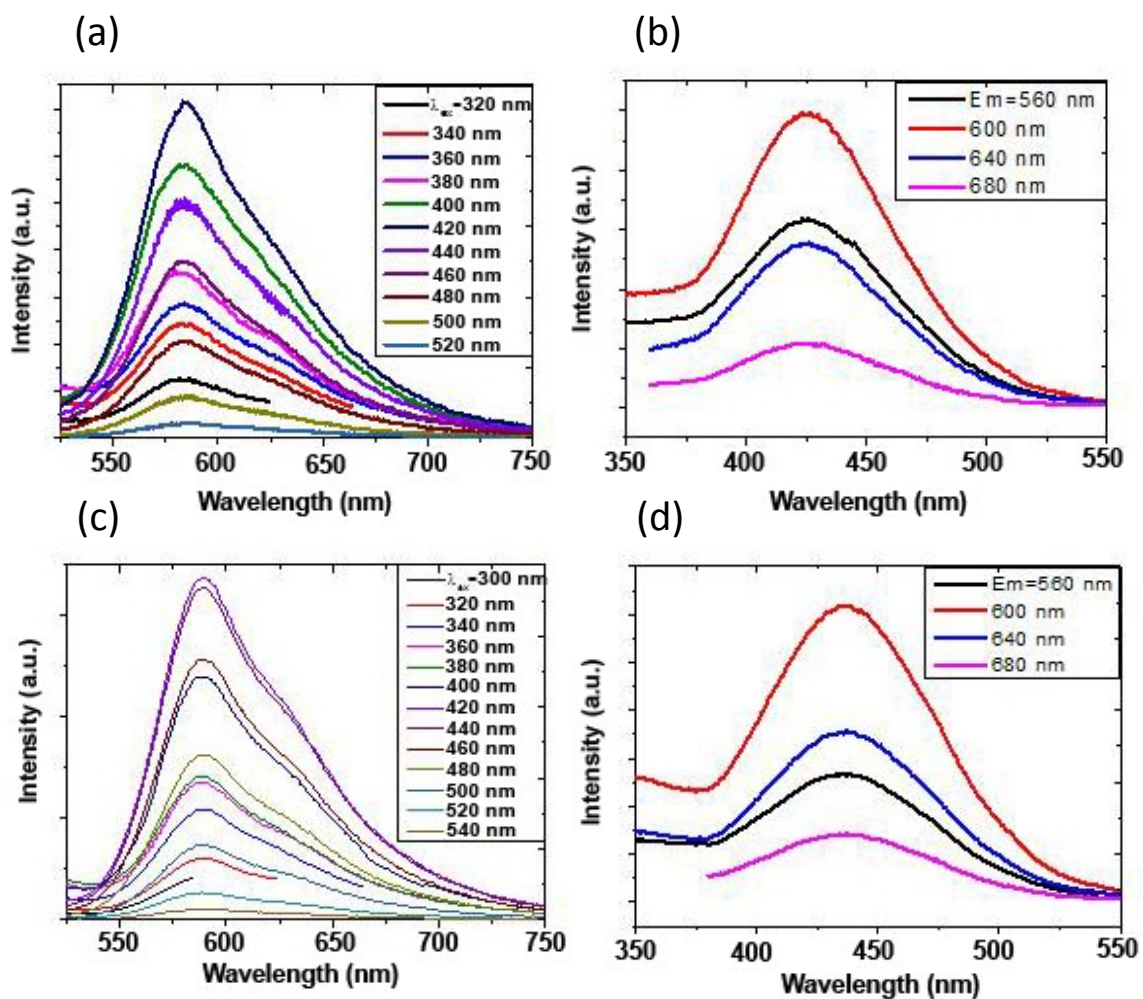 (a)
(b)
λex=320 nm
340 nm
360 nm
380 nm
400 nm
420 nm
440 nm
460 nm
480 nm
500 nm
520 nm
Intensity (a.u.)
550 600 650 700 750
Wavelength (nm)
Em=560 nm
600 nm
640 nm
680 nm
Intensity (a.u.)
350 400 450 500 550
Wavelength (nm)
(c)
(d)
λex=300 nm
320 nm
340 nm
360 nm
380 nm
400 nm
420 nm
440 nm
460 nm
480 nm
500 nm
520 nm
540 nm
Intensity (a.u.)
550 600 650 700 750
Wavelength (nm)
Em=560 nm
600 nm
640 nm
680 nm
Intensity (a.u.)
350 400 450 500 550
Wavelength (nm)